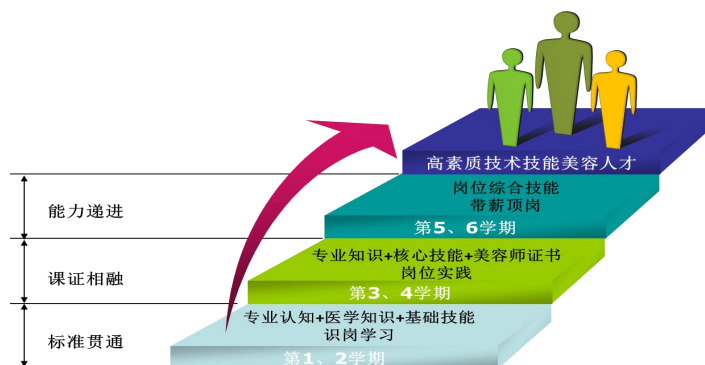 高素质技术技能美容人才
能力递进
岗位综合技能
带薪顶岗
第5、6学期
课证相融
专业知识+核心技能+美容师证书
岗位实践
第3、4学期
标准贯通
专业认知+医学知识+基础技能
识岗学习
第1、2学期